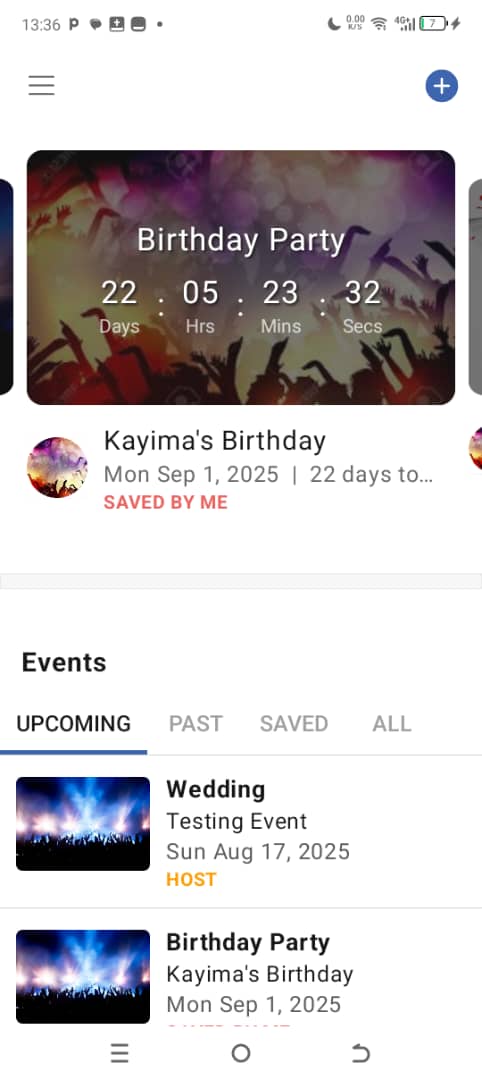 13:36 P 0.00 K/S 4G 7
Birthday Party
22 : 05 : 23 : 32
Days Hrs Mins Secs
Kayima's Birthday
Mon Sep 1, 2025 | 22 days to...
SAVED BY ME
Events
UPCOMING PAST SAVED ALL
Wedding
Testing Event
Sun Aug 17, 2025
HOST
Birthday Party
Kayima's Birthday
Mon Sep 1, 2025